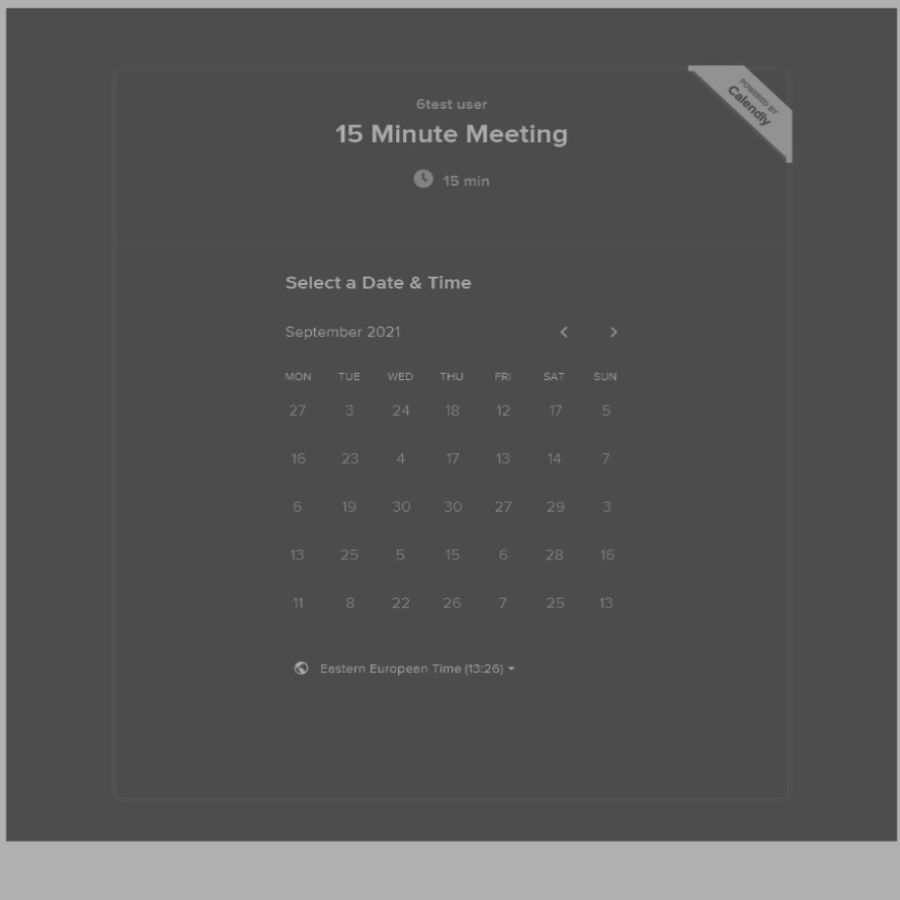 6test user
15 Minute Meeting
15 min
POWERED BY
Calendly
Select a Date & Time
September 2021
MON TUE WED THU FRI SAT SUN
27 3 24 18 12 17 5
16 23 4 17 13 14 7
6 19 30 30 27 29 3
13 25 5 15 6 28 16
11 8 22 26 7 25 13
Eastern European Time (13:26)